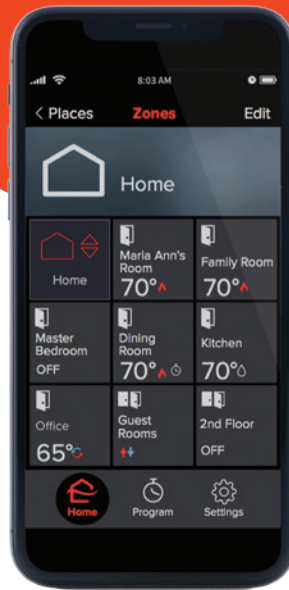 8:03 AM
< Places Zones Edit
Home
Home
Maria Ann's
Room
70°
Family Room
70°
Master
Bedroom
OFF
Dining
Room
70°
Kitchen
70°
Office
65°
Guest
Rooms
2nd Floor
OFF
Home Program Settings